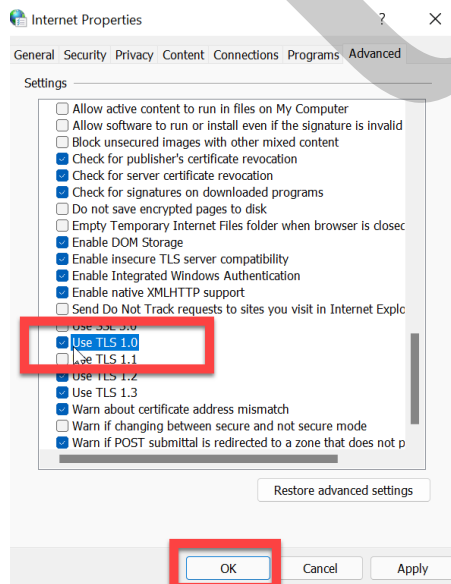 Internet Properties ?
General Security Privacy Content Connections Programs Advanced
Settings
Allow active content to run in files on My Computer
Allow software to run or install even if the signature is invalid
Block unsecured images with other mixed content
Check for publisher's certificate revocation
Check for server certificate revocation
Check for signatures on downloaded programs
Do not save encrypted pages to disk
Empty Temporary Internet Files folder when browser is closed
Enable DOM Storage
Enable insecure TLS server compatibility
Enable Integrated Windows Authentication
Enable native XMLHTTP support
Send Do Not Track requests to sites you visit in Internet Explo
Use SSL 3.0
Use TLS 1.0
Use TLS 1.1
Use TLS 1.2
Use TLS 1.3
Warn about certificate address mismatch
Warn if changing between secure and not secure mode
Warn if POST submittal is redirected to a zone that does not p
Restore advanced settings
OK Cancel Apply